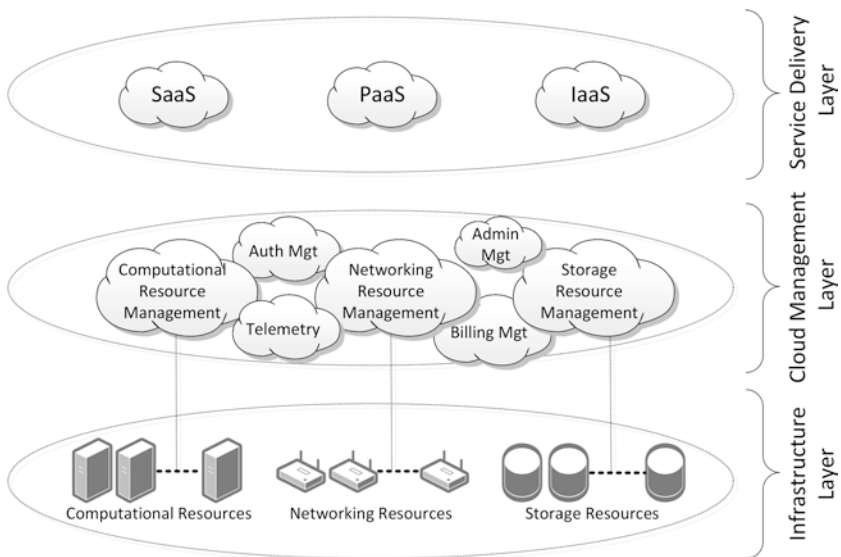 SaaS
PaaS
IaaS
Service Delivery
Layer
Auth Mgt
Admin
Mgt
Computational
Resource
Management
Networking
Resource
Management
Storage
Resource
Management
Telemetry
Billing Mgt
Cloud Management
Layer
Computational Resources
Networking Resources
Storage Resources
Infrastructure
Layer